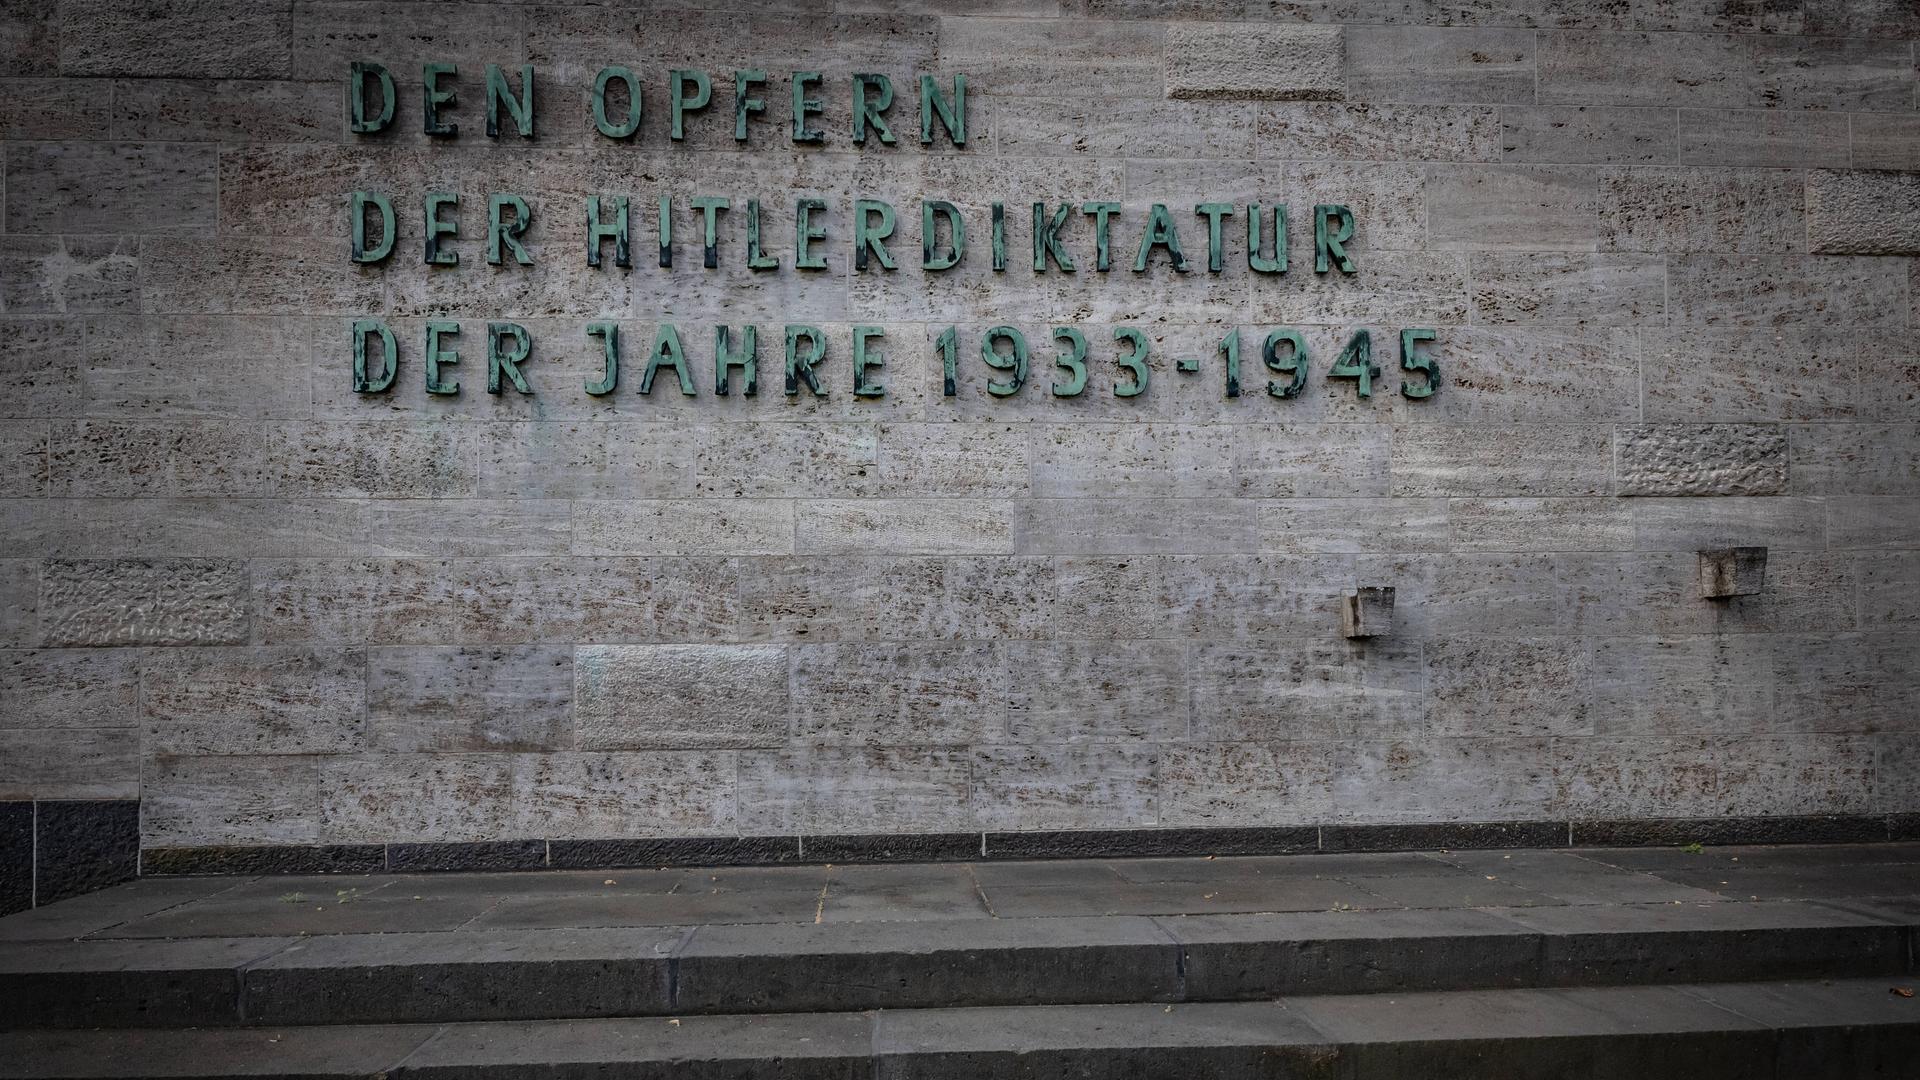 DEN OPFERN
DER HITLERDIKTATUR
DER JAHRE 1933-1945